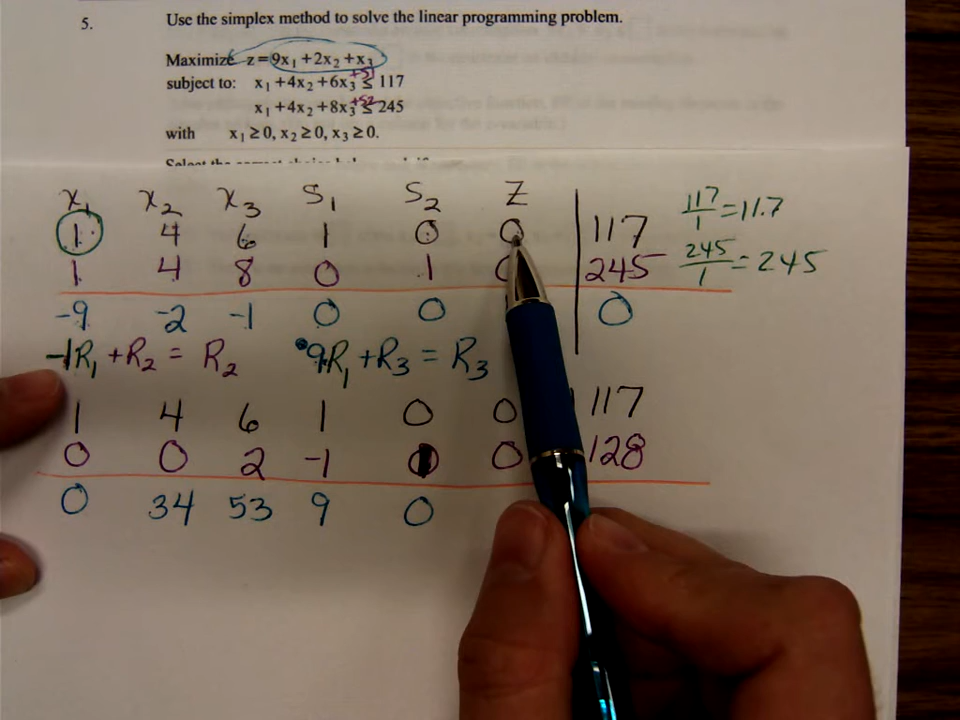 5. Use the simplex method to solve the linear programming problem.
Maximize z=9x₁+2x₂+x₃
subject to: x₁+4x₂+6x₃ +s1 ≤ 117
x₁+4x₂+8x₃ +s2 ≤ 245
with x₁≥0, x₂≥0, x₃≥0.
x₁ x₂ x₃ S₁ S₂ Z
1 4 6 1 0 0 117 117/1=11.7
1 4 8 0 1 0 245 245/1=245
-9 -2 -1 0 0 0
-1R₁+R₂=R₂ 9R₁+R₃=R₃
1 4 6 1 0 0 117
0 0 2 -1 1 0 128
0 34 53 9 0